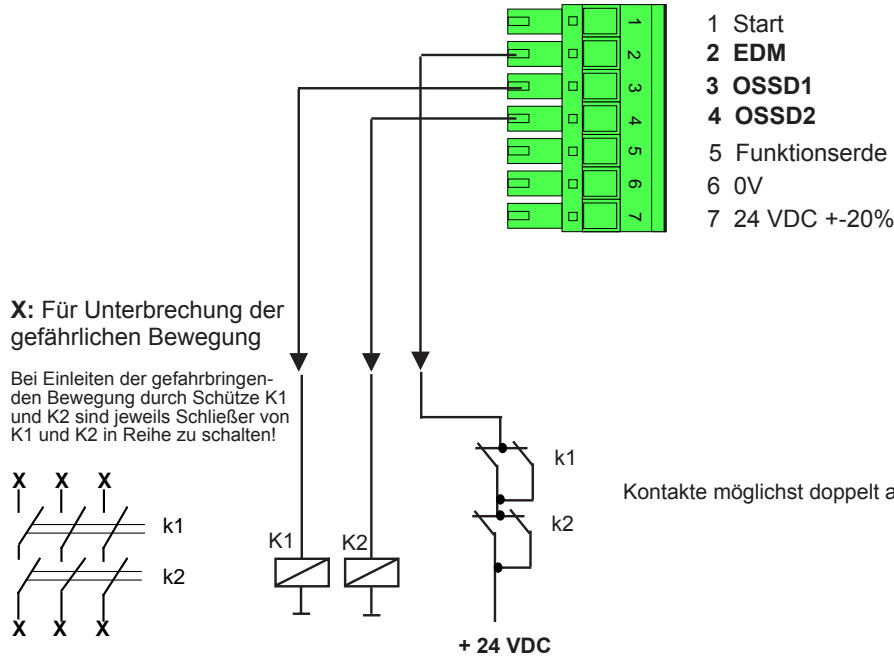 1
2
3
4
5
6
7
1 Start
2 EDM
3 OSSD1
4 OSSD2
5 Funktionserde
6 0V
7 24 VDC +-20%
X: Für Unterbrechung der
gefährlichen Bewegung
Bei Einleiten der gefahrbringen-
den Bewegung durch Schütze K1
und K2 sind jeweils Schließer von
K1 und K2 in Reihe zu schalten!
X X X
k1
k2
X X X
K1 K2
k1
k2
Kontakte möglichst doppelt
+ 24 VDC